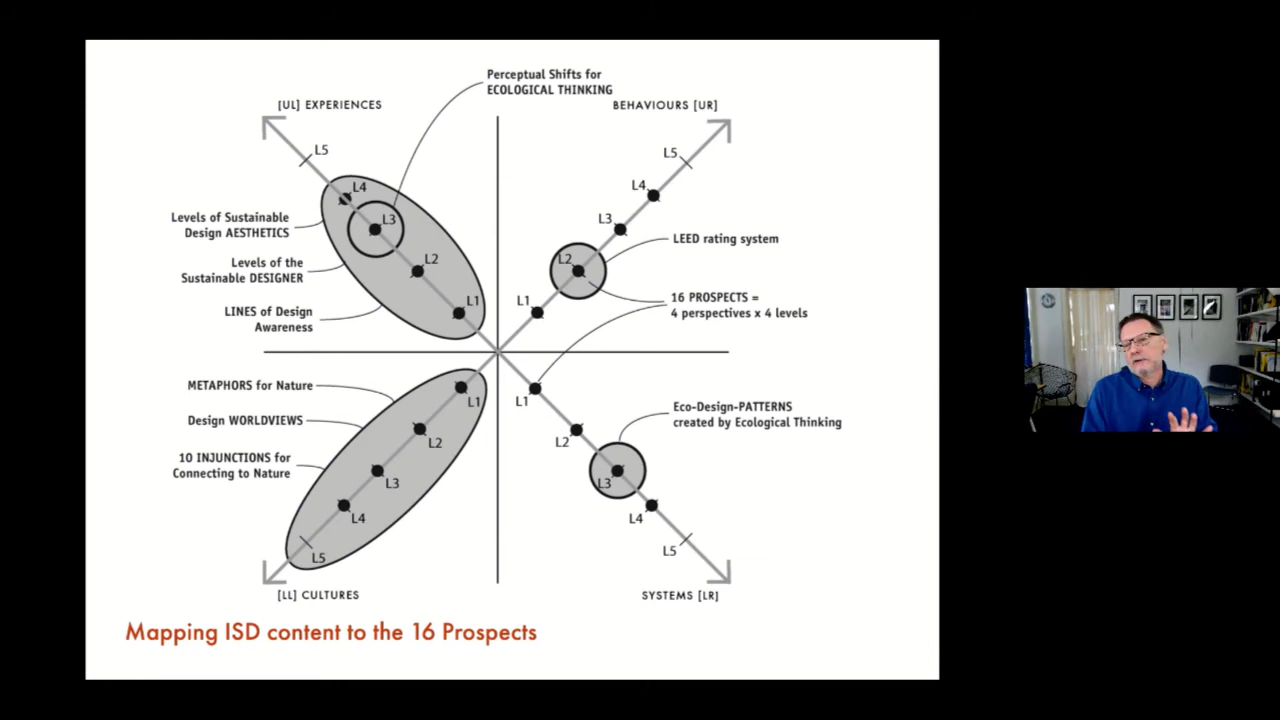 Perceptual Shifts for
ECOLOGICAL THINKING
[UL] EXPERIENCES
BEHAVIOURS [UR]
L5
L5
L4
L4
L3
L3
Levels of Sustainable
Design AESTHETICS
LEED rating system
Levels of the
Sustainable DESIGNER
L2
L2
16 PROSPECTS =
4 perspectives x 4 levels
LINES of Design
Awareness
L1
L1
METAPHORS for Nature
L1
L1
Design WORLDVIEWS
Eco-Design-PATTERNS
created by Ecological Thinking
L2
L2
10 INJUNCTIONS for
Connecting to Nature
L3
L3
L4
L4
L5
L5
[LL] CULTURES
SYSTEMS [LR]
Mapping ISD content to the 16 Prospects